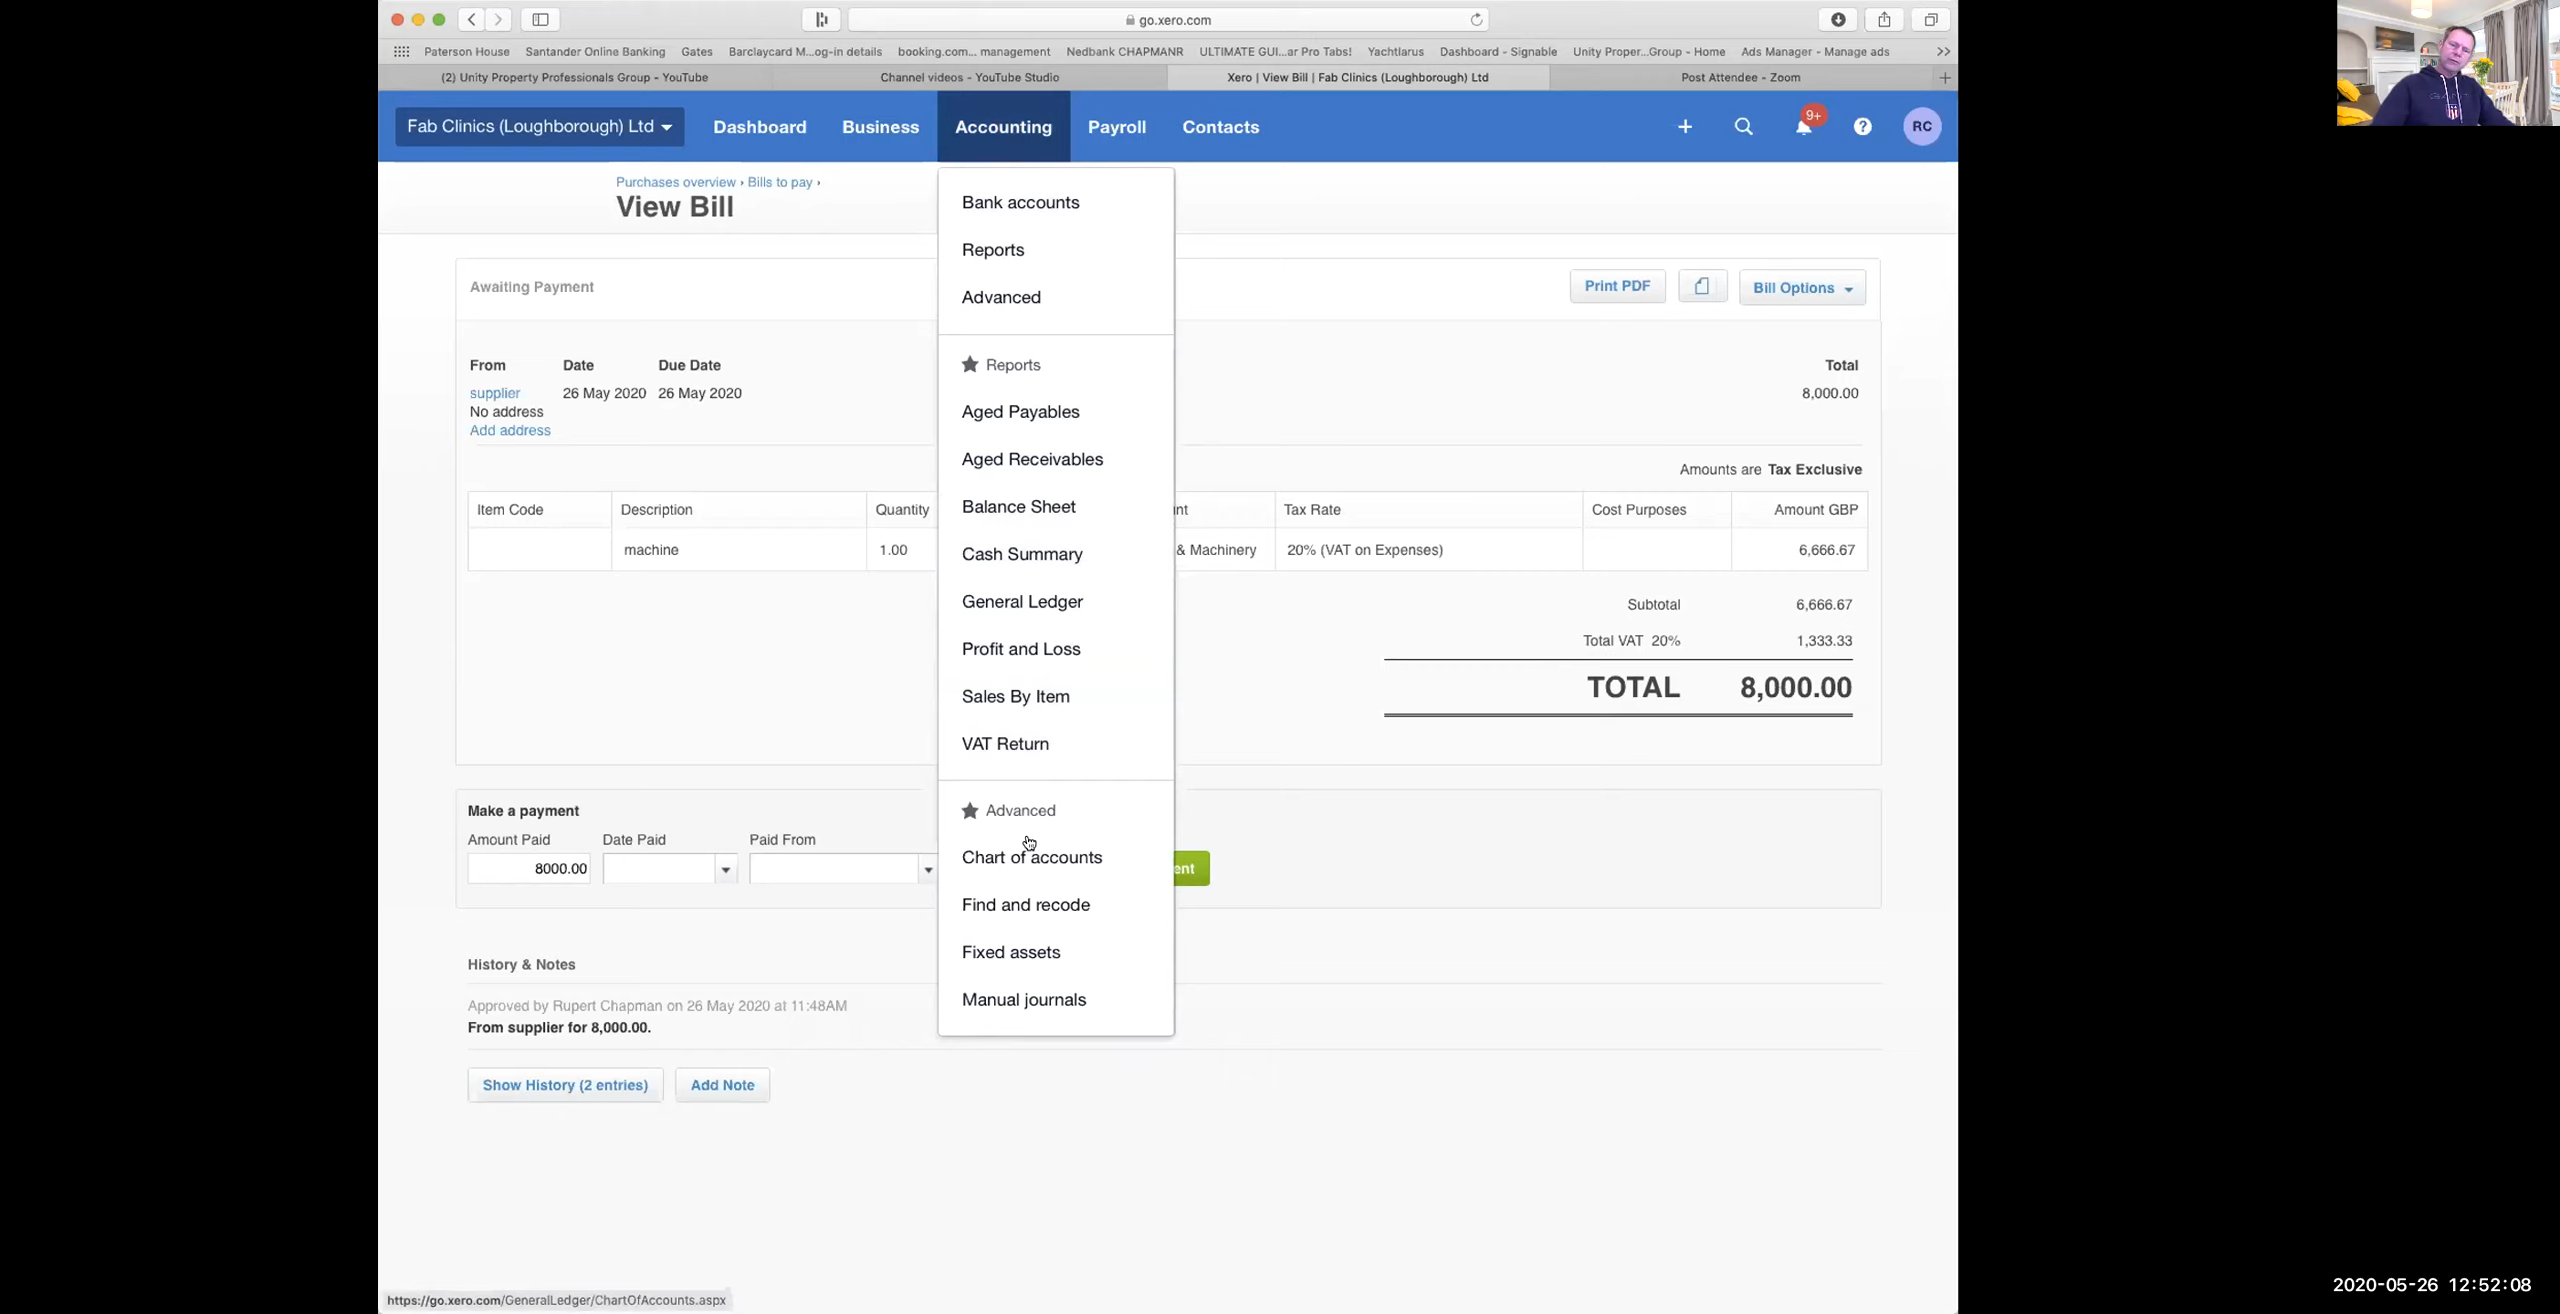 go.xero.com
Paterson House
Santander Online Banking
Gates
Barclaycard M...og-in details
booking.com... management
Nedbank CHAPMANR
ULTIMATE GUI...ar Pro Tabs!
Yachtlarus
Dashboard - Signable
Unity Proper...Group - Home
Ads Manager - Manage ads
(2) Unity Property Professionals Group - YouTube
Channel videos - YouTube Studio
Xero | View Bill | Fab Clinics (Loughborough) Ltd
Post Attendee - Zoom
Fab Clinics (Loughborough) Ltd
Dashboard
Business
Accounting
Payroll
Contacts
9+
RC
Purchases overview › Bills to pay ›
View Bill
Bank accounts
Reports
Advanced
Reports
Aged Payables
Aged Receivables
Balance Sheet
Cash Summary
General Ledger
Profit and Loss
Sales By Item
VAT Return
Advanced
Chart of accounts
Find and recode
Fixed assets
Manual journals
Awaiting Payment
Print PDF
Bill Options
From Date Due Date Total
supplier 26 May 2020 26 May 2020 8,000.00
No address
Add address
Amounts are Tax Exclusive
Item Code Description Quantity nt Tax Rate Cost Purposes Amount GBP
machine 1.00 & Machinery 20% (VAT on Expenses) 6,666.67
Subtotal 6,666.67
Total VAT 20% 1,333.33
TOTAL 8,000.00
Make a payment
Amount Paid Date Paid Paid From
8000.00 ent
History & Notes
Approved by Rupert Chapman on 26 May 2020 at 11:48AM
From supplier for 8,000.00.
Show History (2 entries) Add Note
https://go.xero.com/GeneralLedger/ChartOfAccounts.aspx
2020-05-26 12:52:08